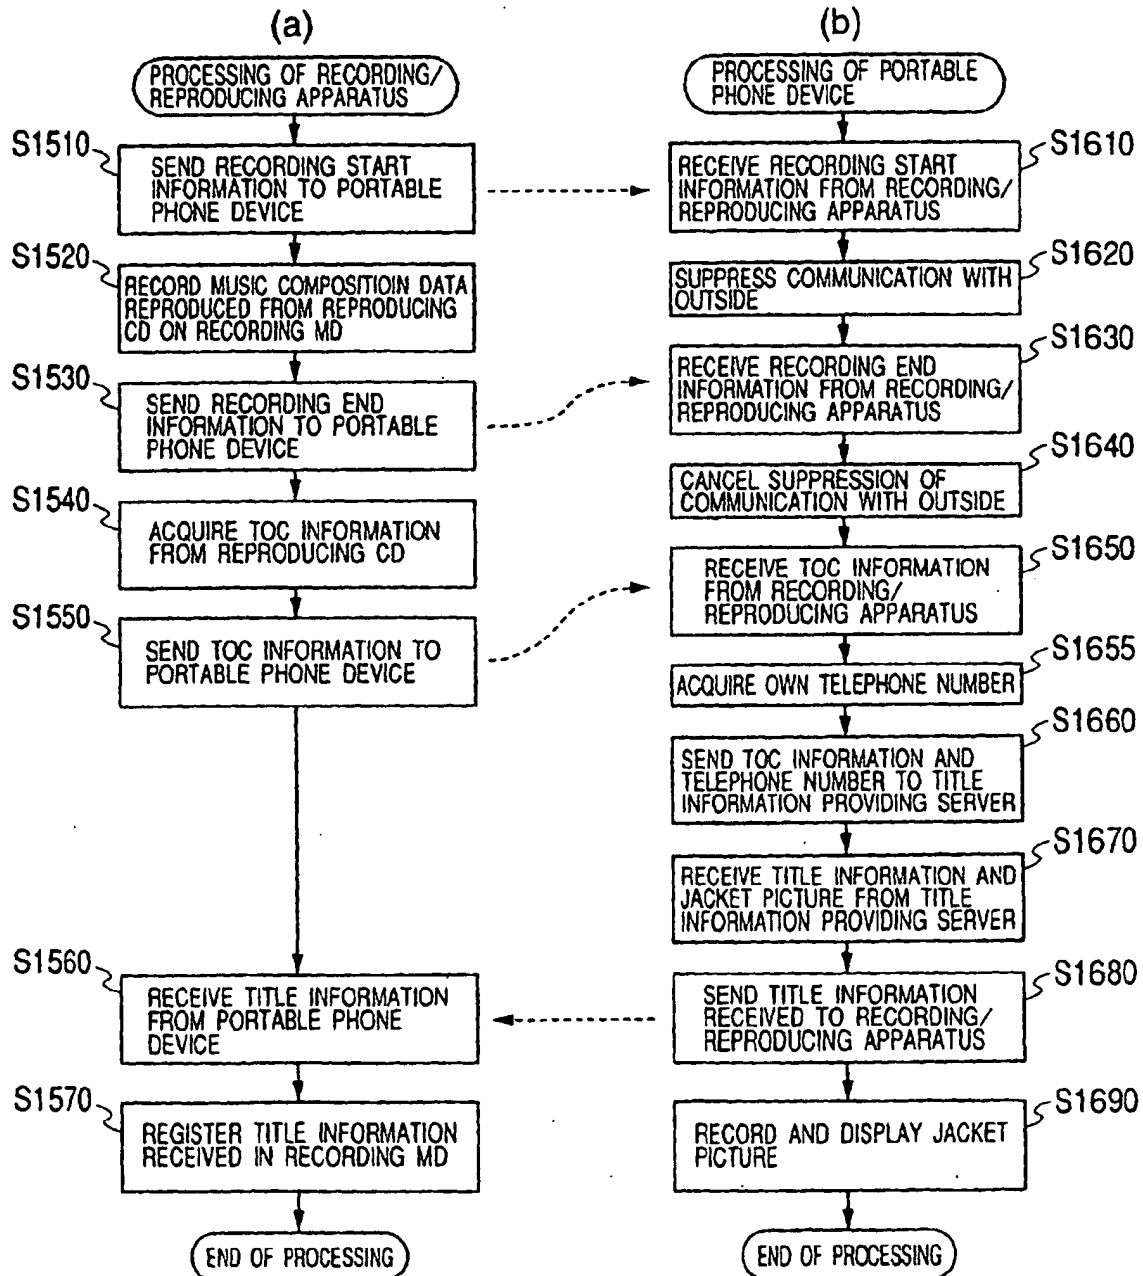 (a)
PROCESSING OF RECORDING/
REPRODUCING APPARATUS
S1510
SEND RECORDING START
INFORMATION TO PORTABLE
PHONE DEVICE
S1520
RECORD MUSIC COMPOSITIOIN DATA
REPRODUCED FROM REPRODUCING
CD ON RECORDING MD
S1530
SEND RECORDING END
INFORMATION TO PORTABLE
PHONE DEVICE
S1540
ACQUIRE TOC INFORMATION
FROM REPRODUCING CD
S1550
SEND TOC INFORMATION TO
PORTABLE PHONE DEVICE
S1560
RECEIVE TITLE INFORMATION
FROM PORTABLE PHONE
DEVICE
S1570
REGISTER TITLE INFORMATION
RECEIVED IN RECORDING MD
END OF PROCESSING
(b)
PROCESSING OF PORTABLE
PHONE DEVICE
S1610
RECEIVE RECORDING START
INFORMATION FROM RECORDING/
REPRODUCING APPARATUS
S1620
SUPPRESS COMMUNICATION WITH
OUTSIDE
S1630
RECEIVE RECORDING END
INFORMATION FROM RECORDING/
REPRODUCING APPARATUS
S1640
CANCEL SUPPRESSION OF
COMMUNICATION WITH OUTSIDE
S1650
RECEIVE TOC INFORMATION
FROM RECORDING/
REPRODUCING APPARATUS
S1655
ACQUIRE OWN TELEPHONE NUMBER
S1660
SEND TOC INFORMATION AND
TELEPHONE NUMBER TO TITLE
INFORMATION PROVIDING SERVER
S1670
RECEIVE TITLE INFORMATION AND
JACKET PICTURE FROM TITLE
INFORMATION PROVIDING SERVER
S1680
SEND TITLE INFORMATION
RECEIVED TO RECORDING/
REPRODUCING APPARATUS
S1690
RECORD AND DISPLAY JACKET
PICTURE
END OF PROCESSING